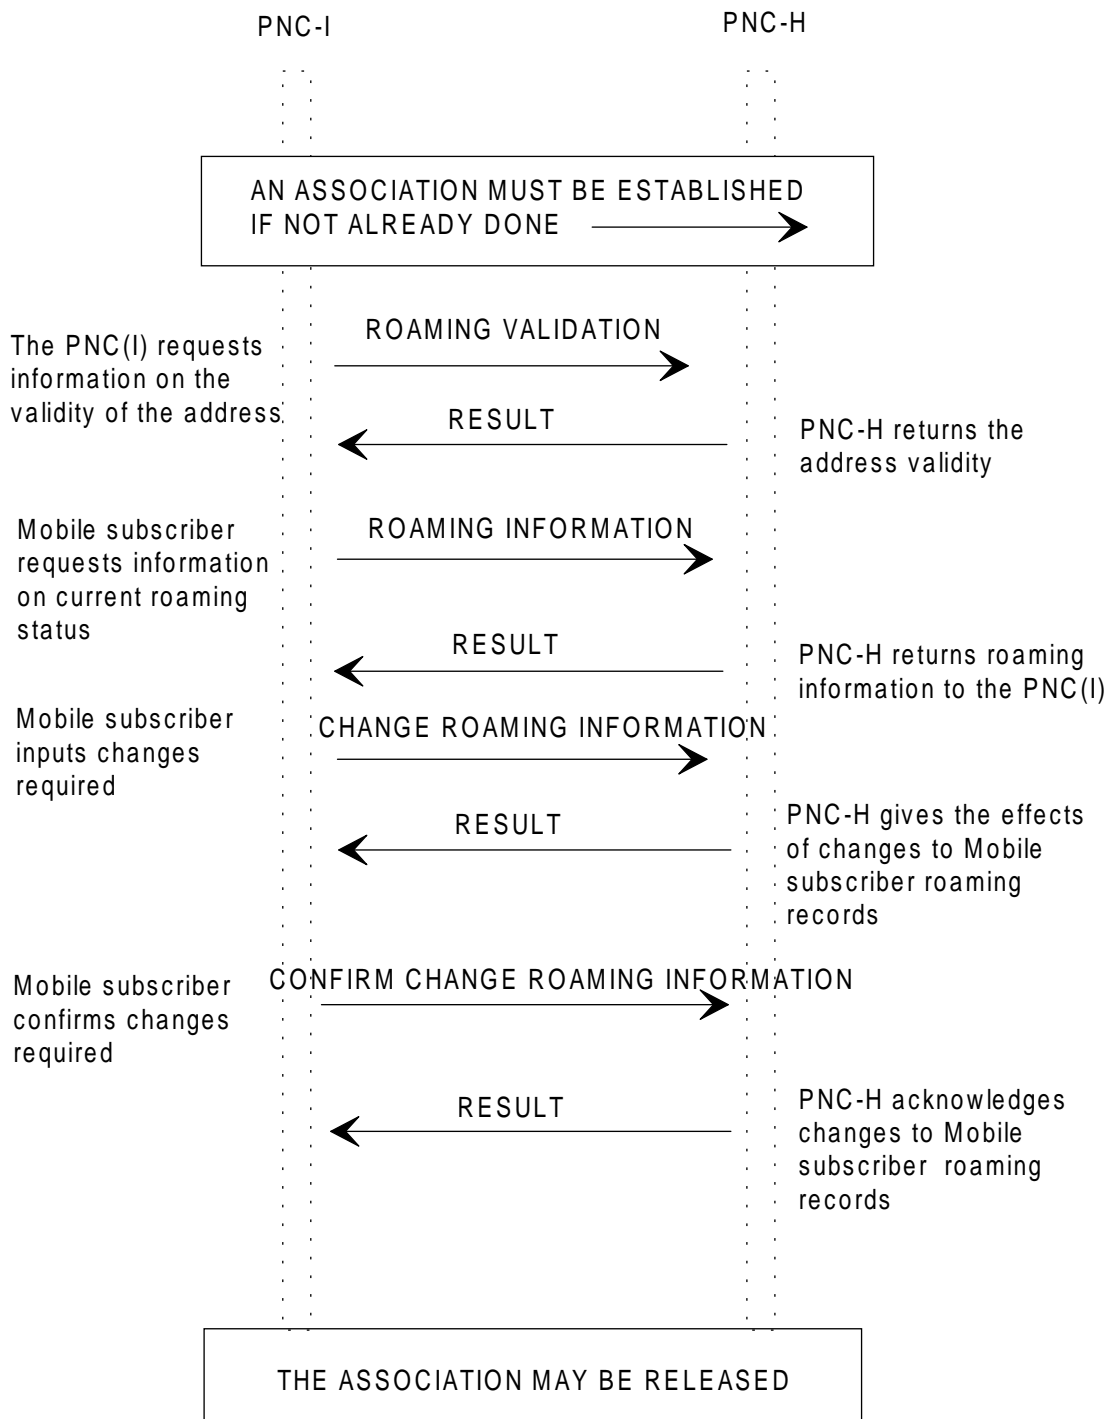 PNC-I
PNC-H
AN ASSOCIATION MUST BE ESTABLISHED
IF NOT ALREADY DONE
ROAMING VALIDATION
The PNC(I) requests
information on the
validity of the address
RESULT
PNC-H returns the
address validity
Mobile subscriber
requests information
on current roaming
status
ROAMING INFORMATION
RESULT
PNC-H returns roaming
information to the PNC(I)
Mobile subscriber
inputs changes
required
CHANGE ROAMING INFORMATION
RESULT
PNC-H gives the effects
of changes to Mobile
subscriber roaming
records
Mobile subscriber
confirms changes
required
CONFIRM CHANGE ROAMING INFORMATION
RESULT
PNC-H acknowledges
changes to Mobile
subscriber roaming
records
THE ASSOCIATION MAY BE RELEASED